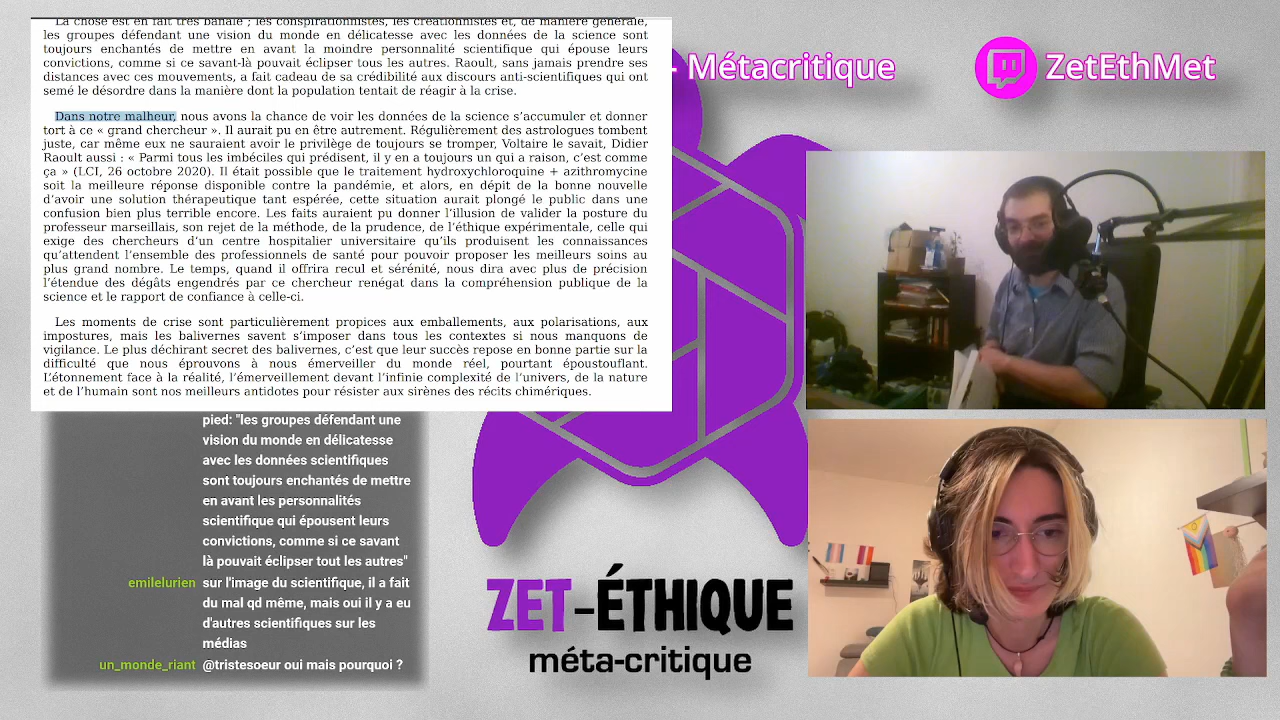 La chose est en fait très banale ; les conspirationnistes, les créationnistes et, de manière générale,
les groupes défendant une vision du monde en délicatesse avec les données de la science sont
toujours enchantés de mettre en avant la moindre personnalité scientifique qui épouse leurs
convictions, comme si ce savant-là pouvait éclipser tous les autres. Raoult, sans jamais prendre ses
distances avec ces mouvements, a fait cadeau de sa crédibilité aux discours anti-scientifiques qui ont
semé le désordre dans la manière dont la population tentait de réagir à la crise.
Dans notre malheur, nous avons la chance de voir les données de la science s'accumuler et donner
tort à ce « grand chercheur ». Il aurait pu en être autrement. Régulièrement des astrologues tombent
juste, car même eux ne sauraient avoir le privilège de toujours se tromper, Voltaire le savait, Didier
Raoult aussi : « Parmi tous les imbéciles qui prédisent, il y en a toujours un qui a raison, c'est comme
ça » (LCI, 26 octobre 2020). Il était possible que le traitement hydroxychloroquine + azithromycine
soit la meilleure réponse disponible contre la pandémie, et alors, en dépit de la bonne nouvelle
d'avoir une solution thérapeutique tant espérée, cette situation aurait plongé le public dans une
confusion bien plus terrible encore. Les faits auraient pu donner l'illusion de valider la posture du
professeur marseillais, son rejet de la méthode, de la prudence, de l'éthique expérimentale, celle qui
exige des chercheurs d'un centre hospitalier universitaire qu'ils produisent les connaissances
qu'attendent l'ensemble des professionnels de santé pour pouvoir proposer les meilleurs soins au
plus grand nombre. Le temps, quand il offrira recul et sérénité, nous dira avec plus de précision
l'étendue des dégâts engendrés par ce chercheur renégat dans la compréhension publique de la
science et le rapport de confiance à celle-ci.
Les moments de crise sont particulièrement propices aux emballements, aux polarisations, aux
impostures, mais les balivernes savent s'imposer dans tous les contextes si nous manquons de
vigilance. Le plus déchirant secret des balivernes, c'est que leur succès repose en bonne partie sur la
difficulté que nous éprouvons à nous émerveiller du monde réel, pourtant époustouflant.
L'étonnement face à la réalité, l'émerveillement devant l'infinie complexité de l'univers, de la nature
et de l'humain sont nos meilleurs antidotes pour résister aux sirènes des récits chimériques.
- Métacritique
ZetEthMet
pied: "les groupes défendant une
vision du monde en délicatesse
avec les données scientifiques
sont toujours enchantés de mettre
en avant les personnalités
scientifique qui épousent leurs
convictions, comme si ce savant
là pouvait éclipser tout les autres"
emilelurien sur l'image du scientifique, il a fait
du mal qd même, mais oui il y a eu
d'autres scientifiques sur les
médias
un_monde_riant @tristesoeur oui mais pourquoi ?
ZET-ÉTHIQUE
méta-critique